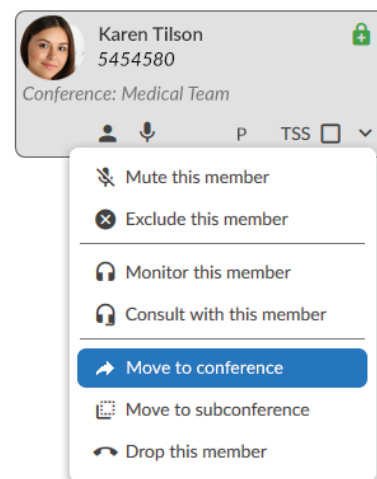 Karen Tilson
5454580
Conference: Medical Team
P TSS
Mute this member
Exclude this member
Monitor this member
Consult with this member
Move to conference
Move to subconference
Drop this member